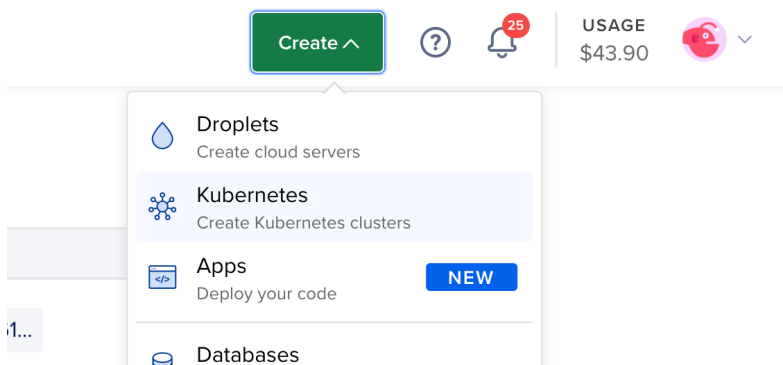 Create
25
USAGE
$43.90
Droplets
Create cloud servers
Kubernetes
Create Kubernetes clusters
Apps
Deploy your code
NEW
</>
51...
Databases